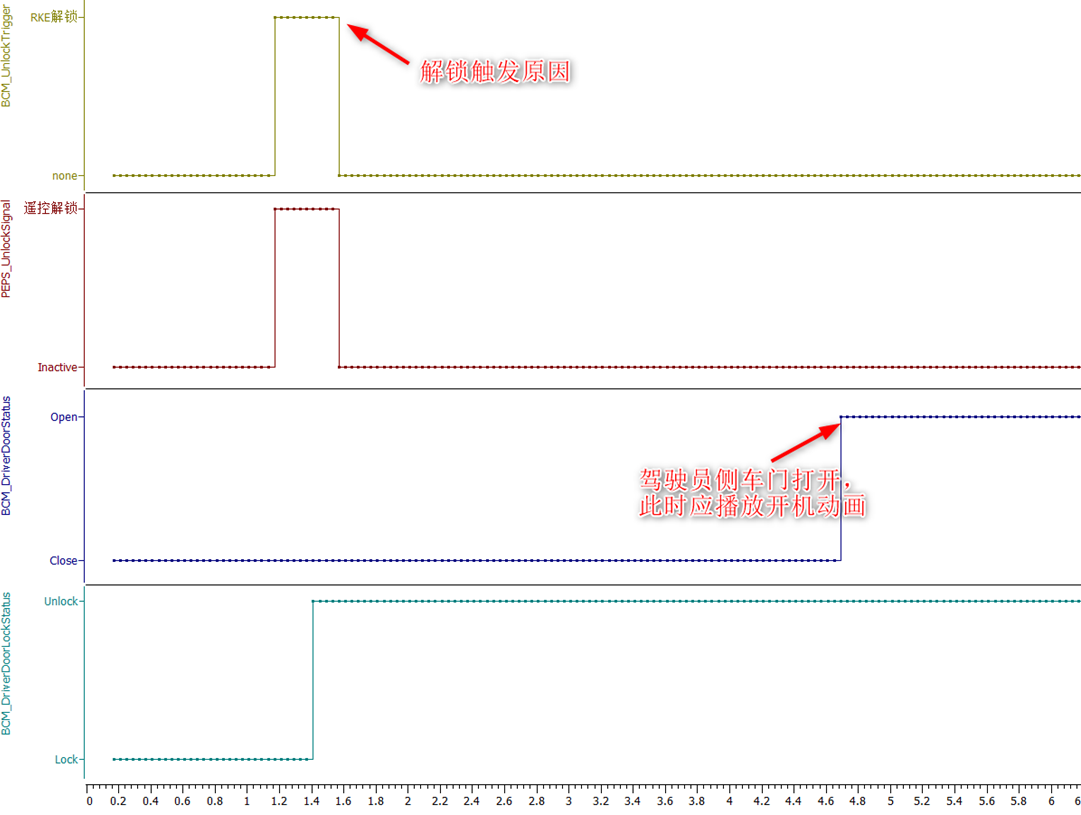 BCM_UnlockTrigger
RKE解锁
none
解锁触发原因
PEPS_UnlockSignal
遥控解锁
Inactive
BCM_DriverDoorStatus
Open
Close
驾驶员侧车门打开，
此时应播放开机动画
BCM_DriverDoorLockStatus
Unlock
Lock
0 0.2 0.4 0.6 0.8 1 1.2 1.4 1.6 1.8 2 2.2 2.4 2.6 2.8 3 3.2 3.4 3.6 3.8 4 4.2 4.4 4.6 4.8 5 5.2 5.4 5.6 5.8 6